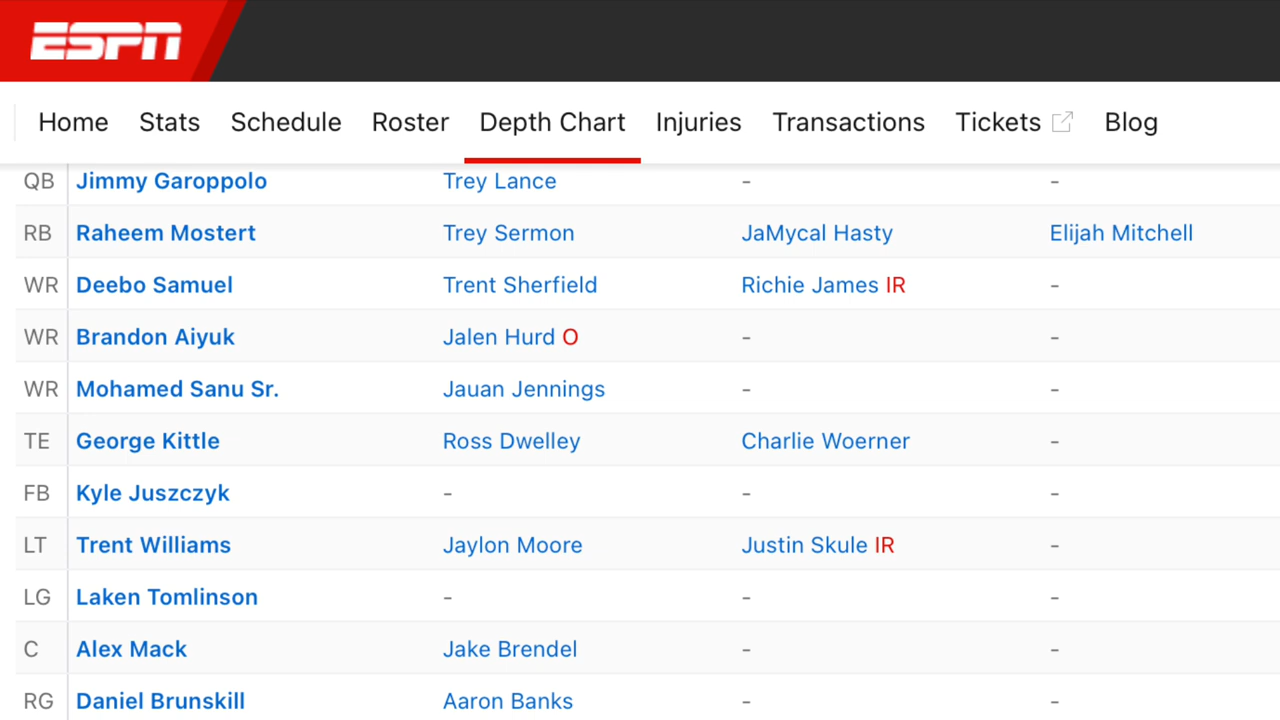 ESPN
Home Stats Schedule Roster Depth Chart Injuries Transactions Tickets Blog
QB Jimmy Garoppolo Trey Lance - -
RB Raheem Mostert Trey Sermon JaMycal Hasty Elijah Mitchell
WR Deebo Samuel Trent Sherfield Richie James IR -
WR Brandon Aiyuk Jalen Hurd O - -
WR Mohamed Sanu Sr. Jauan Jennings - -
TE George Kittle Ross Dwelley Charlie Woerner -
FB Kyle Juszczyk - - -
LT Trent Williams Jaylon Moore Justin Skule IR -
LG Laken Tomlinson - - -
C Alex Mack Jake Brendel - -
RG Daniel Brunskill Aaron Banks - -